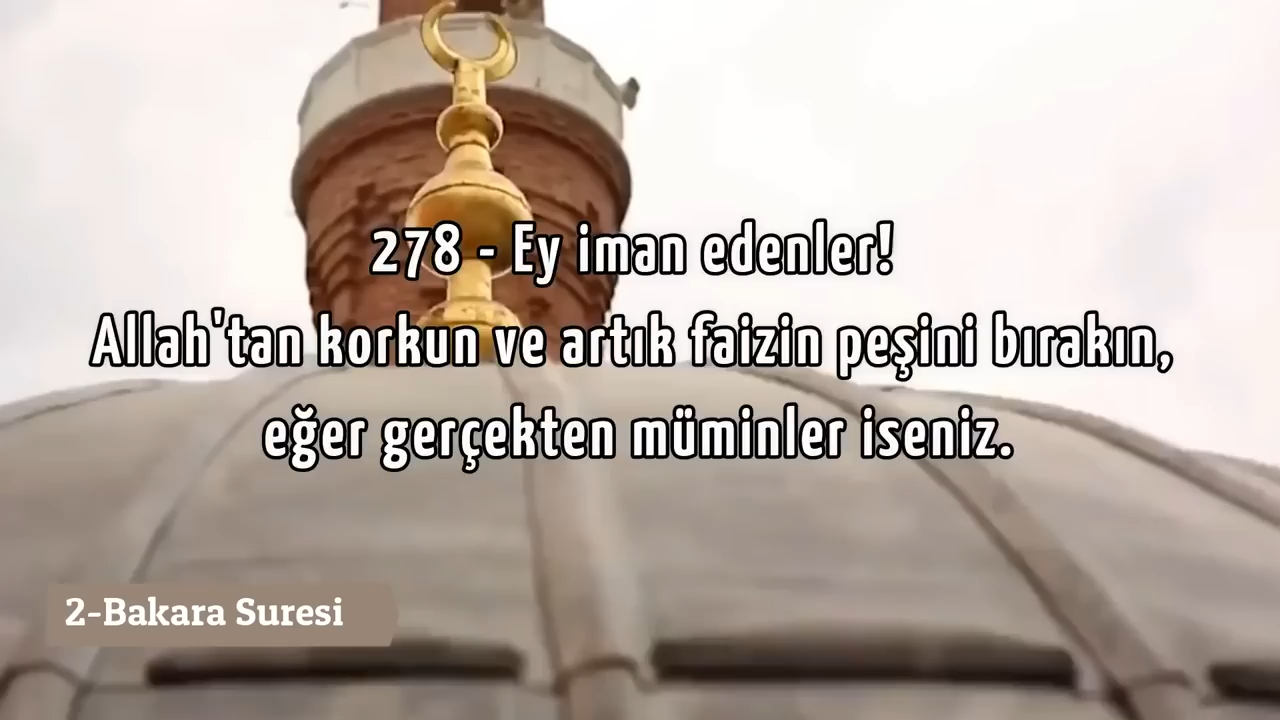 278 - Ey iman edenler!
Allah'tan korkun ve artık faizin peşini bırakın,
eğer gerçekten müminler iseniz.
2-Bakara Suresi